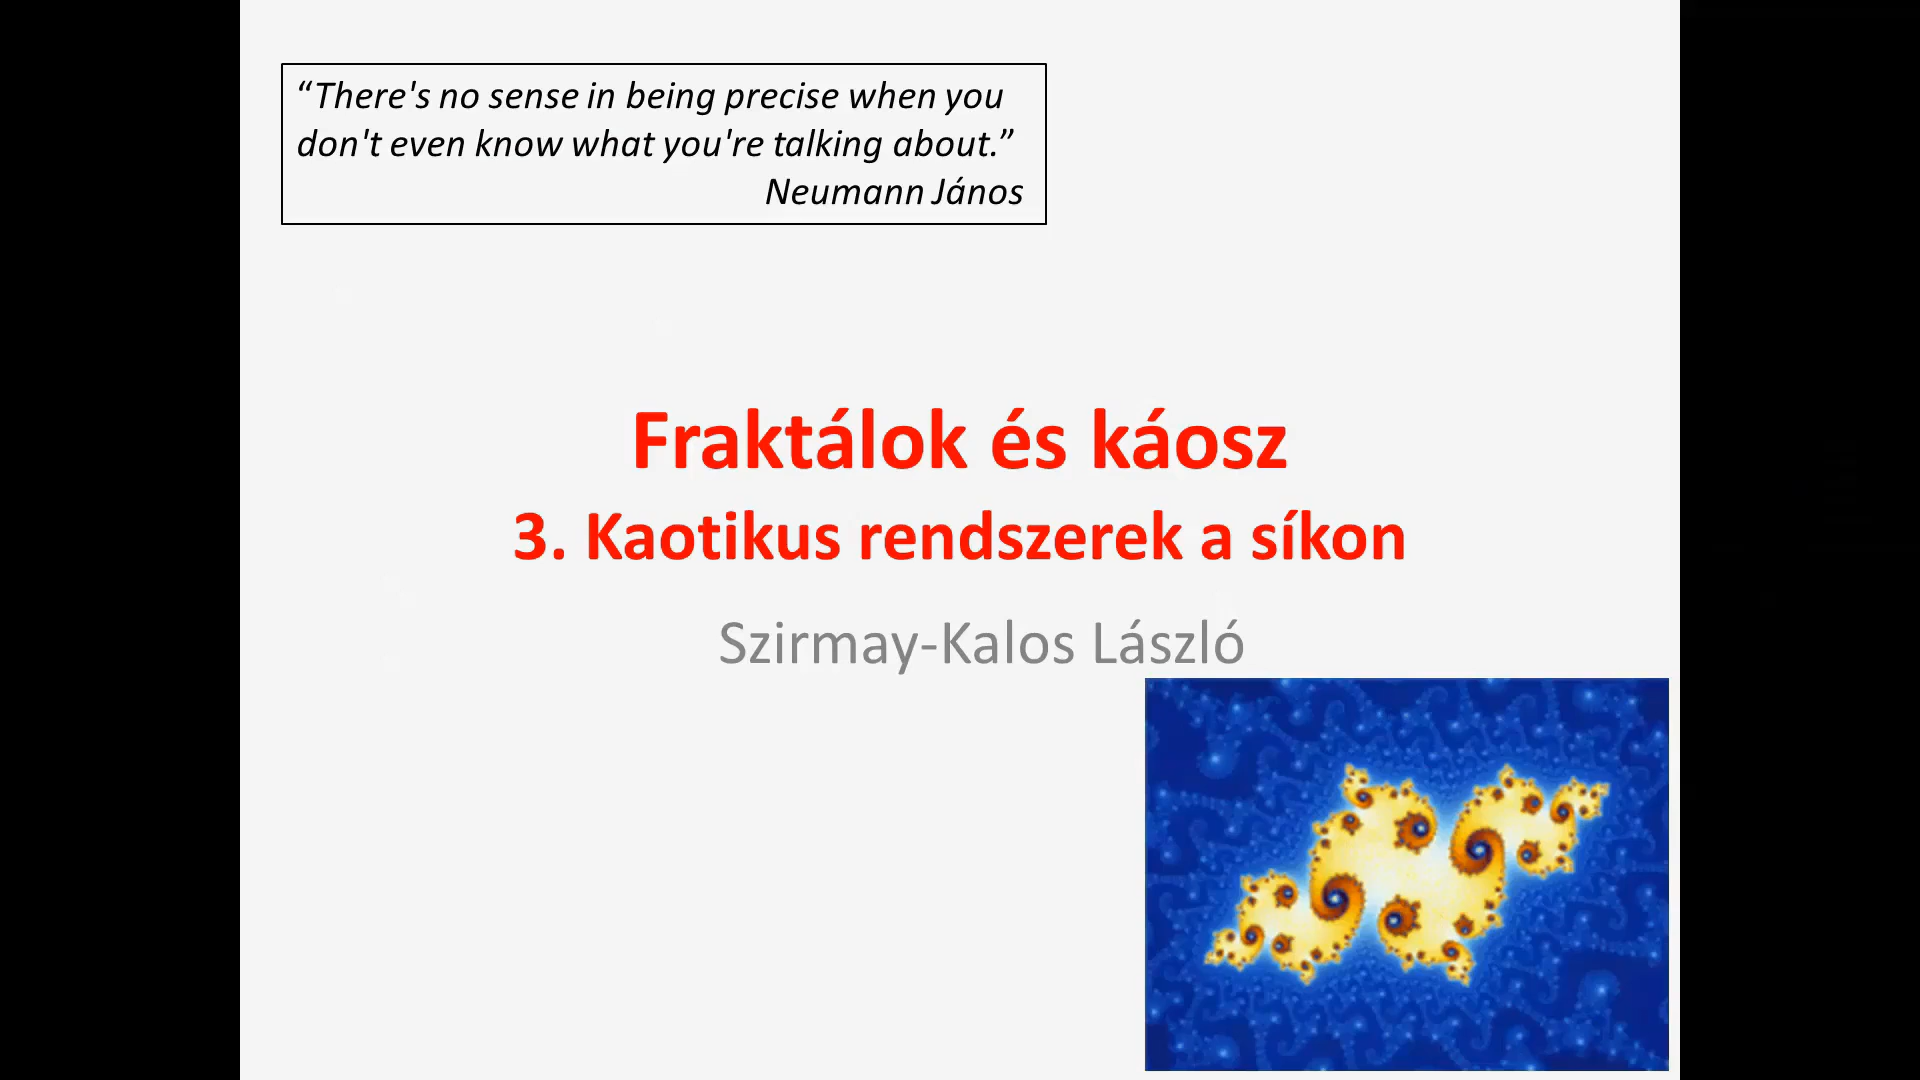 “There's no sense in being precise when you
don't even know what you're talking about.”
Neumann János
Fraktálok és káosz
3. Kaotikus rendszerek a síkon
Szirmay-Kalos László